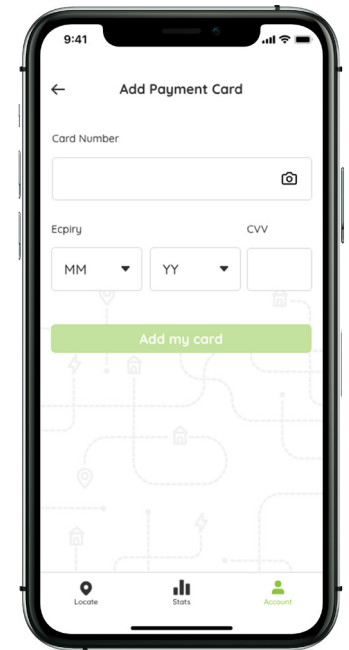 9:41
Add Payment Card
Card Number
Ecpiry CVV
MM YY
Add my card
Locate Stats Account